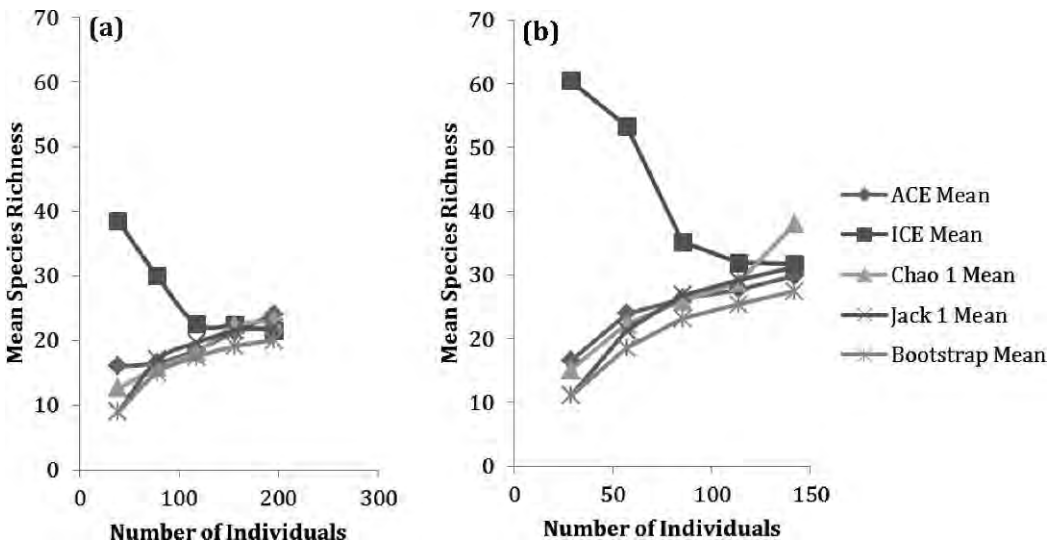 (a)
Mean Species Richness
70
60
50
40
30
20
10
0
0 100 200 300
Number of Individuals
(b)
Mean Species Richness
70
60
50
40
30
20
10
0
0 50 100 150
Number of Individuals
ACE Mean
ICE Mean
Chao 1 Mean
Jack 1 Mean
Bootstrap Mean